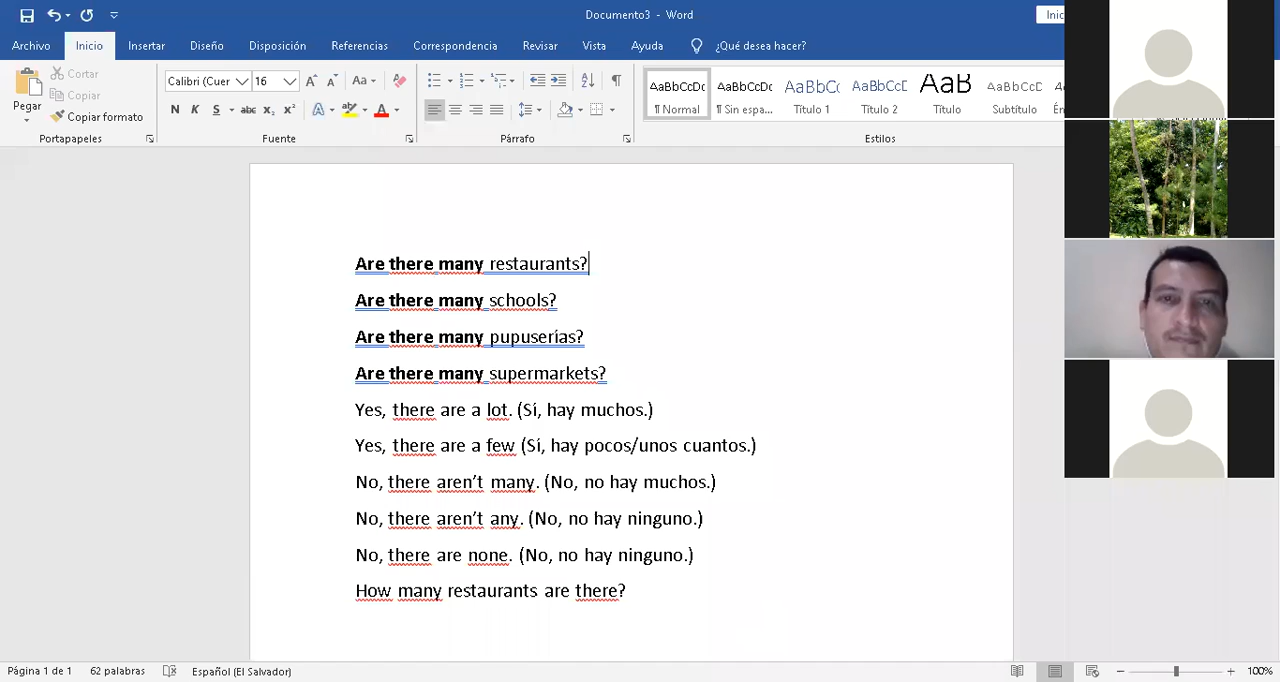 Documento3 - Word
Inic
Archivo Inicio Insertar Diseño Disposición Referencias Correspondencia Revisar Vista Ayuda ¿Qué desea hacer?
Pegar
Cortar
Copiar
Copiar formato
Portapapeles
Calibri (Cuer 16
N K S abc x₂ x²
Fuente
Párrafo
AaBbCcDc AaBbCcDc AaBbCc AaBbCcD AaB AaBbCcD
¶ Normal ¶ Sin espa... Título 1 Título 2 Título Subtítulo
Estilos
Are there many restaurants?
Are there many schools?
Are there many pupuserías?
Are there many supermarkets?
Yes, there are a lot. (Sí, hay muchos.)
Yes, there are a few (Sí, hay pocos/unos cuantos.)
No, there aren’t many. (No, no hay muchos.)
No, there aren’t any. (No, no hay ninguno.)
No, there are none. (No, no hay ninguno.)
How many restaurants are there?
Página 1 de 1 62 palabras Español (El Salvador) 100%